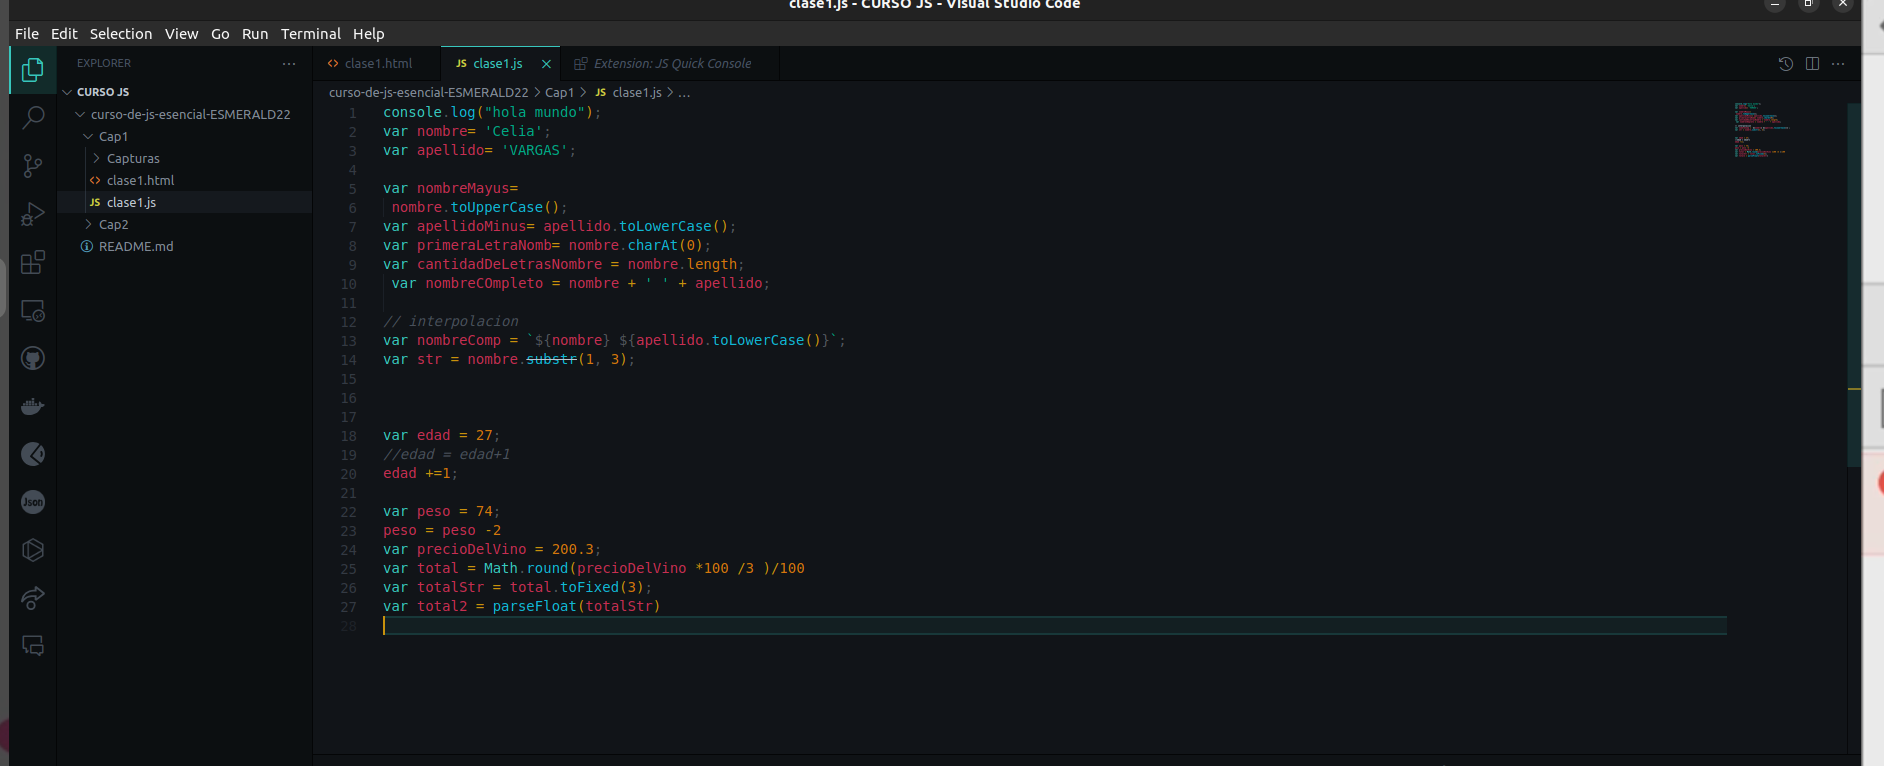 clase1.js - CURSO JS - Visual Studio Code
File Edit Selection View Go Run Terminal Help
EXPLORER ...
CURSO JS
curso-de-js-esencial-ESMERALD22
Cap1
Capturas
<> clase1.html
JS clase1.js
Cap2
README.md
Json
<> clase1.html JS clase1.js × Extension: JS Quick Console
curso-de-js-esencial-ESMERALD22 > Cap1 > JS clase1.js > ...
1 console.log("hola mundo");
2 var nombre= 'Celia';
3 var apellido= 'VARGAS';
4
5 var nombreMayus=
6 nombre.toUpperCase();
7 var apellidoMinus= apellido.toLowerCase();
8 var primeraLetraNomb= nombre.charAt(0);
9 var cantidadDeLetrasNombre = nombre.length;
10 var nombreCOmpleto = nombre + ' ' + apellido;
11
12 // interpolacion
13 var nombreComp = `${nombre} ${apellido.toLowerCase()}`;
14 var str = nombre.substr(1, 3);
15
16
17
18 var edad = 27;
19 //edad = edad+1
20 edad +=1;
21
22 var peso = 74;
23 peso = peso -2
24 var precioDelVino = 200.3;
25 var total = Math.round(precioDelVino *100 /3 )/100
26 var totalStr = total.toFixed(3);
27 var total2 = parseFloat(totalStr)
28